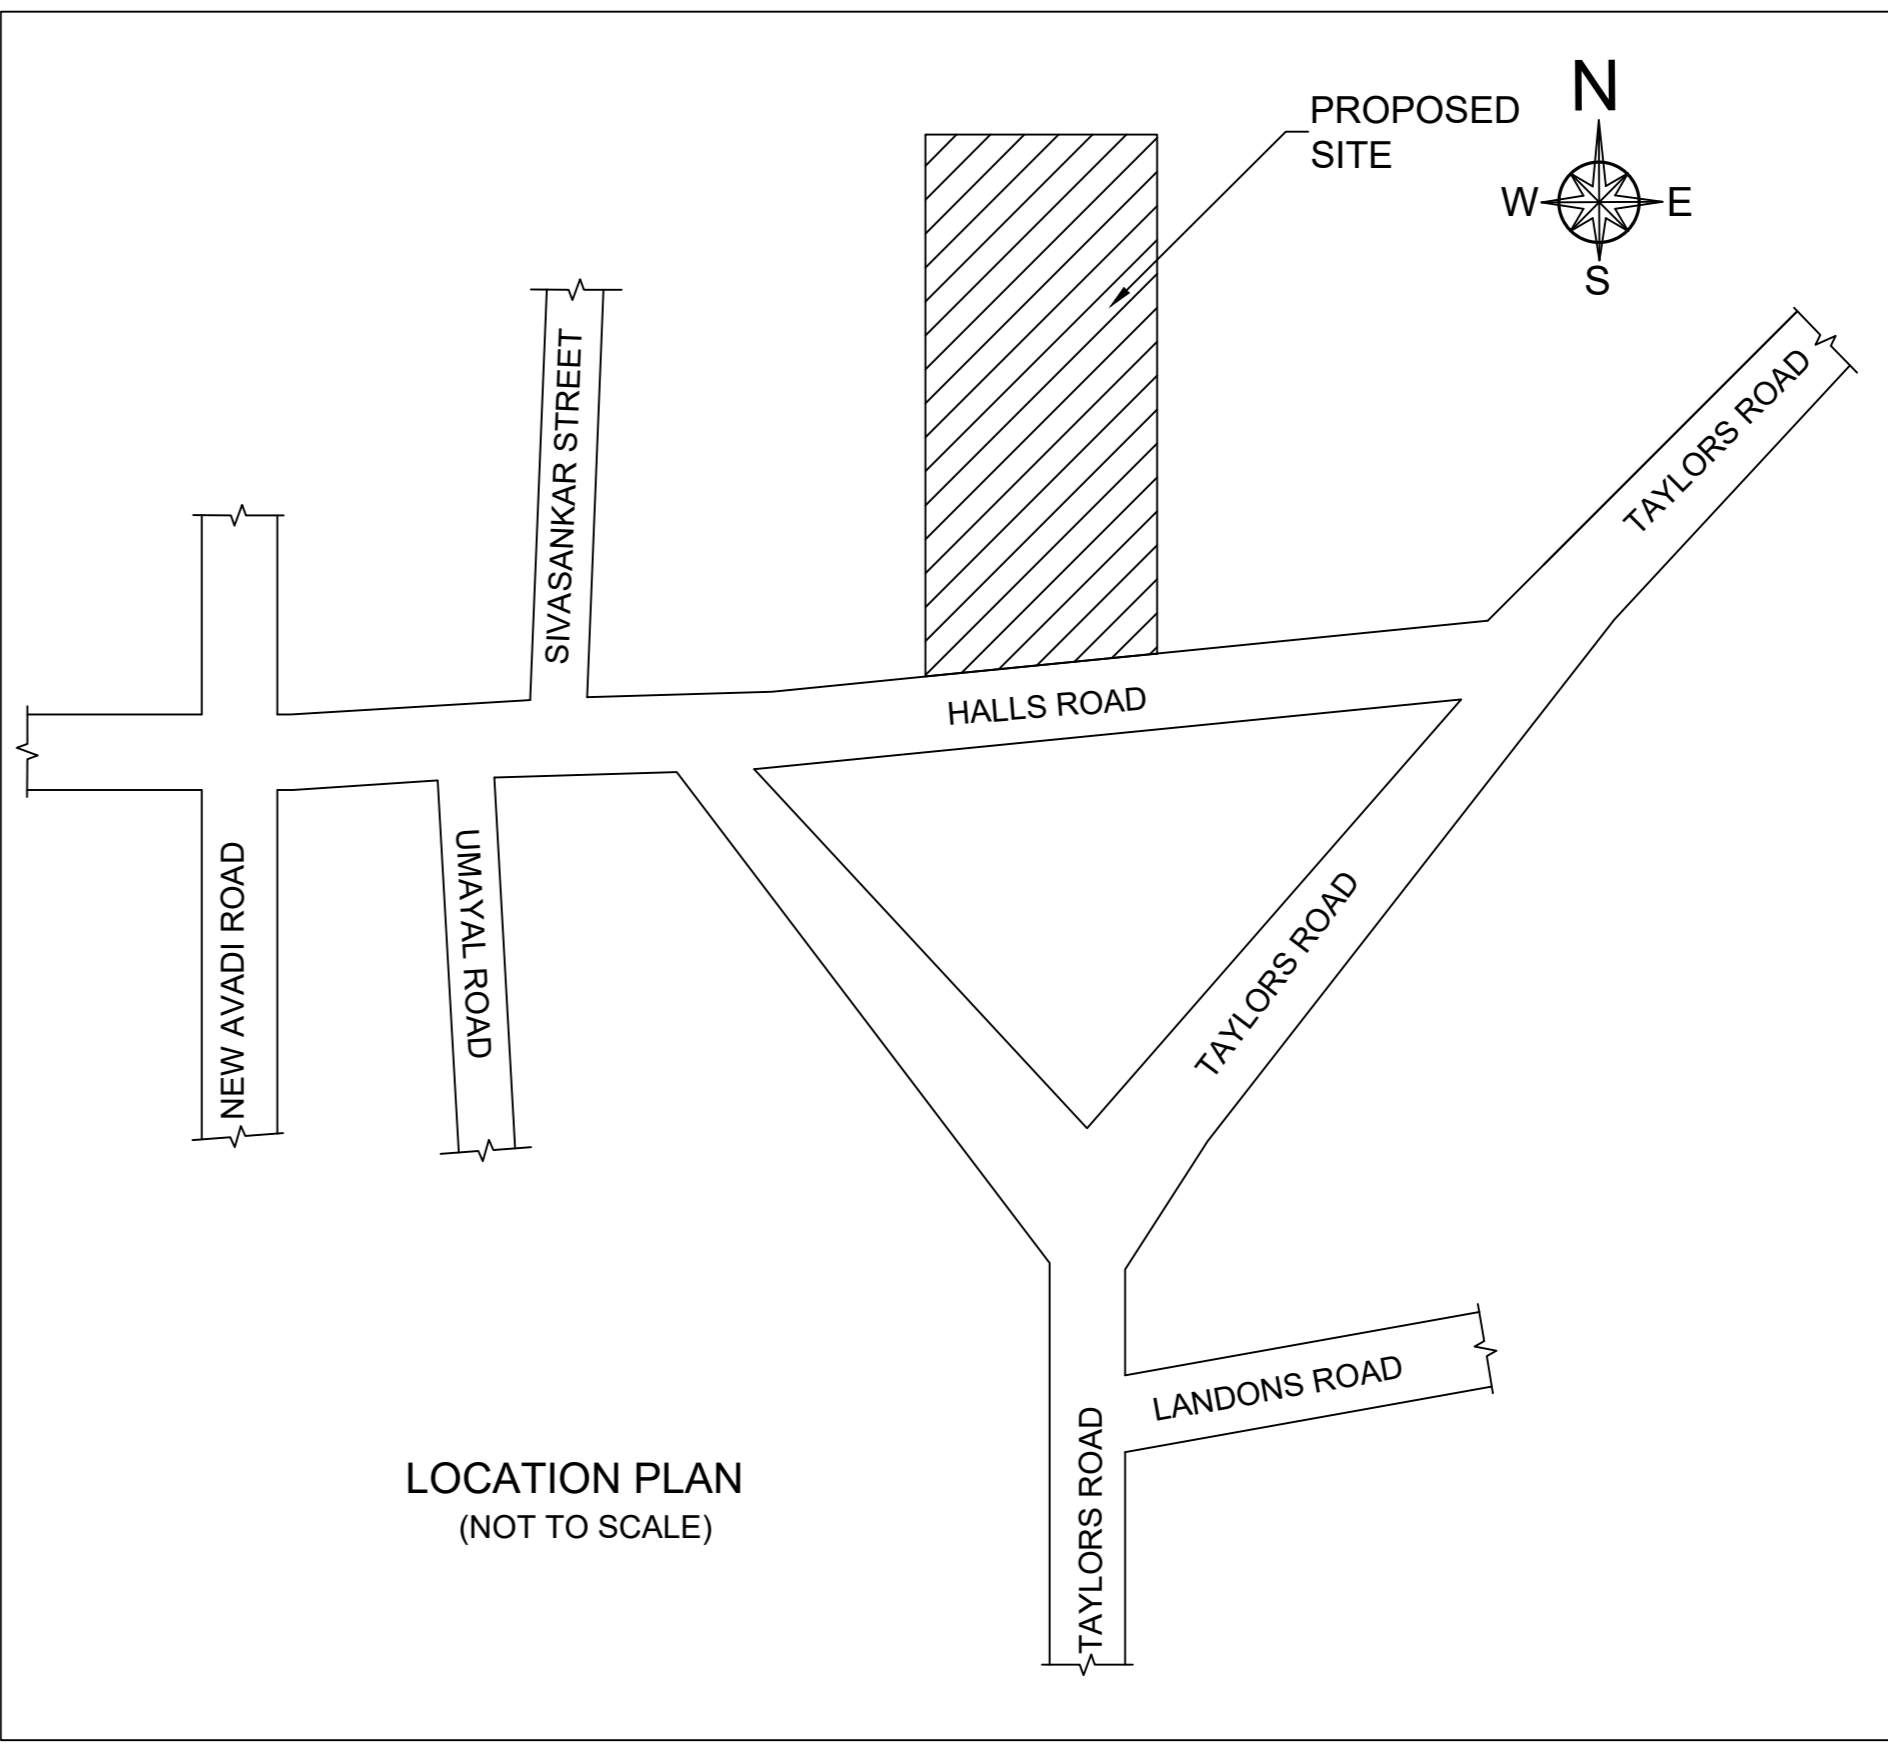 N
PROPOSED
SITE
W
E
S
SIVASANKAR STREET
TAYLORS ROAD
HALLS ROAD
NEW AVADI ROAD
UMAYAL ROAD
TAYLORS ROAD
LANDONS ROAD
TAYLORS ROAD
LOCATION PLAN
(NOT TO SCALE)